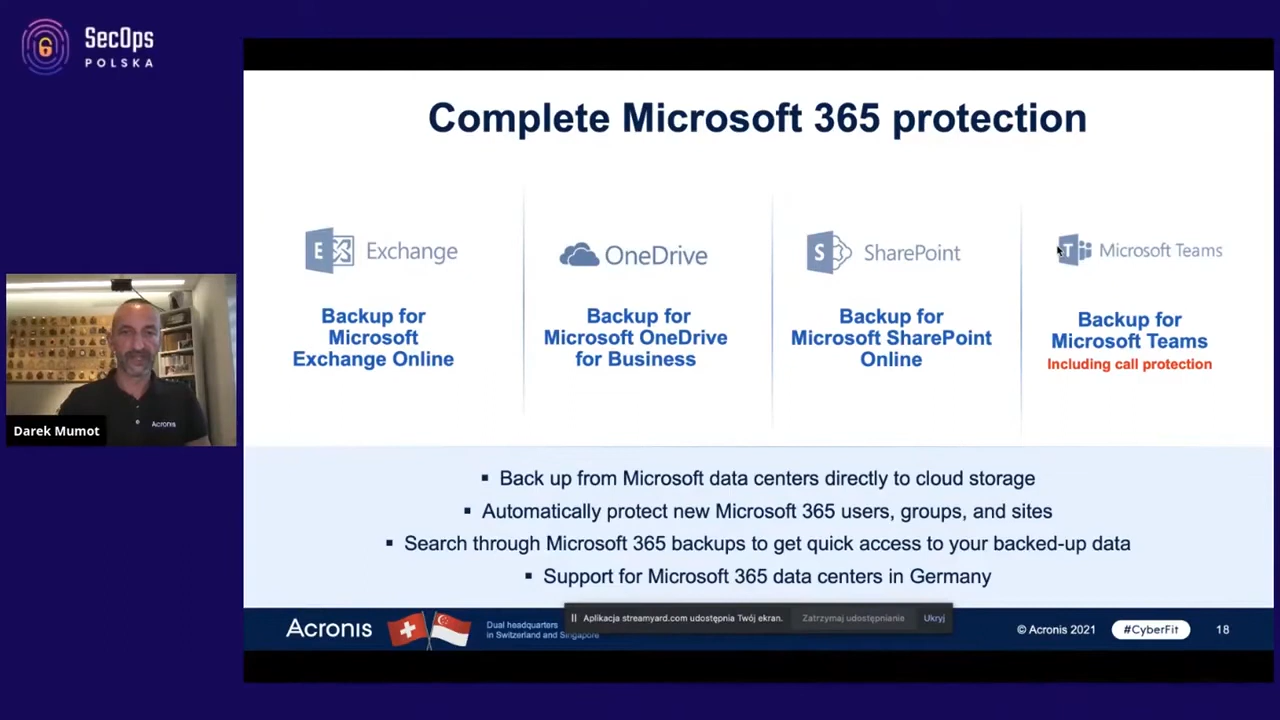 SecOps
POLSKA
Complete Microsoft 365 protection
E
Exchange
OneDrive
S
SharePoint
T
Microsoft Teams
Backup for
Microsoft
Exchange Online
Backup for
Microsoft OneDrive
for Business
Backup for
Microsoft SharePoint
Online
Backup for
Microsoft Teams
Including call protection
Acronis
Darek Mumot
▪ Back up from Microsoft data centers directly to cloud storage
▪ Automatically protect new Microsoft 365 users, groups, and sites
▪ Search through Microsoft 365 backups to get quick access to your backed-up data
▪ Support for Microsoft 365 data centers in Germany
Acronis
Dual headquarters
in Switzerland and Singapore
Aplikacja streamyard.com udostępnia Twój ekran.
Zatrzymaj udostępnianie
Ukryj
© Acronis 2021
#CyberFit
18